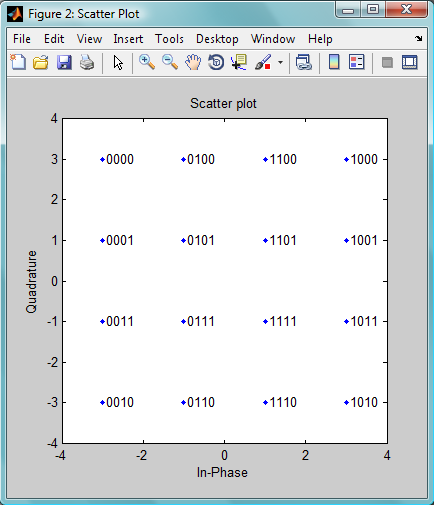 Figure 2: Scatter Plot
File Edit View Insert Tools Desktop Window Help
Scatter plot
4
3
2
1
0
-1
-2
-3
-4
Quadrature
0000 0100 1100 1000
0001 0101 1101 1001
0011 0111 1111 1011
0010 0110 1110 1010
-4 -2 0 2 4
In-Phase